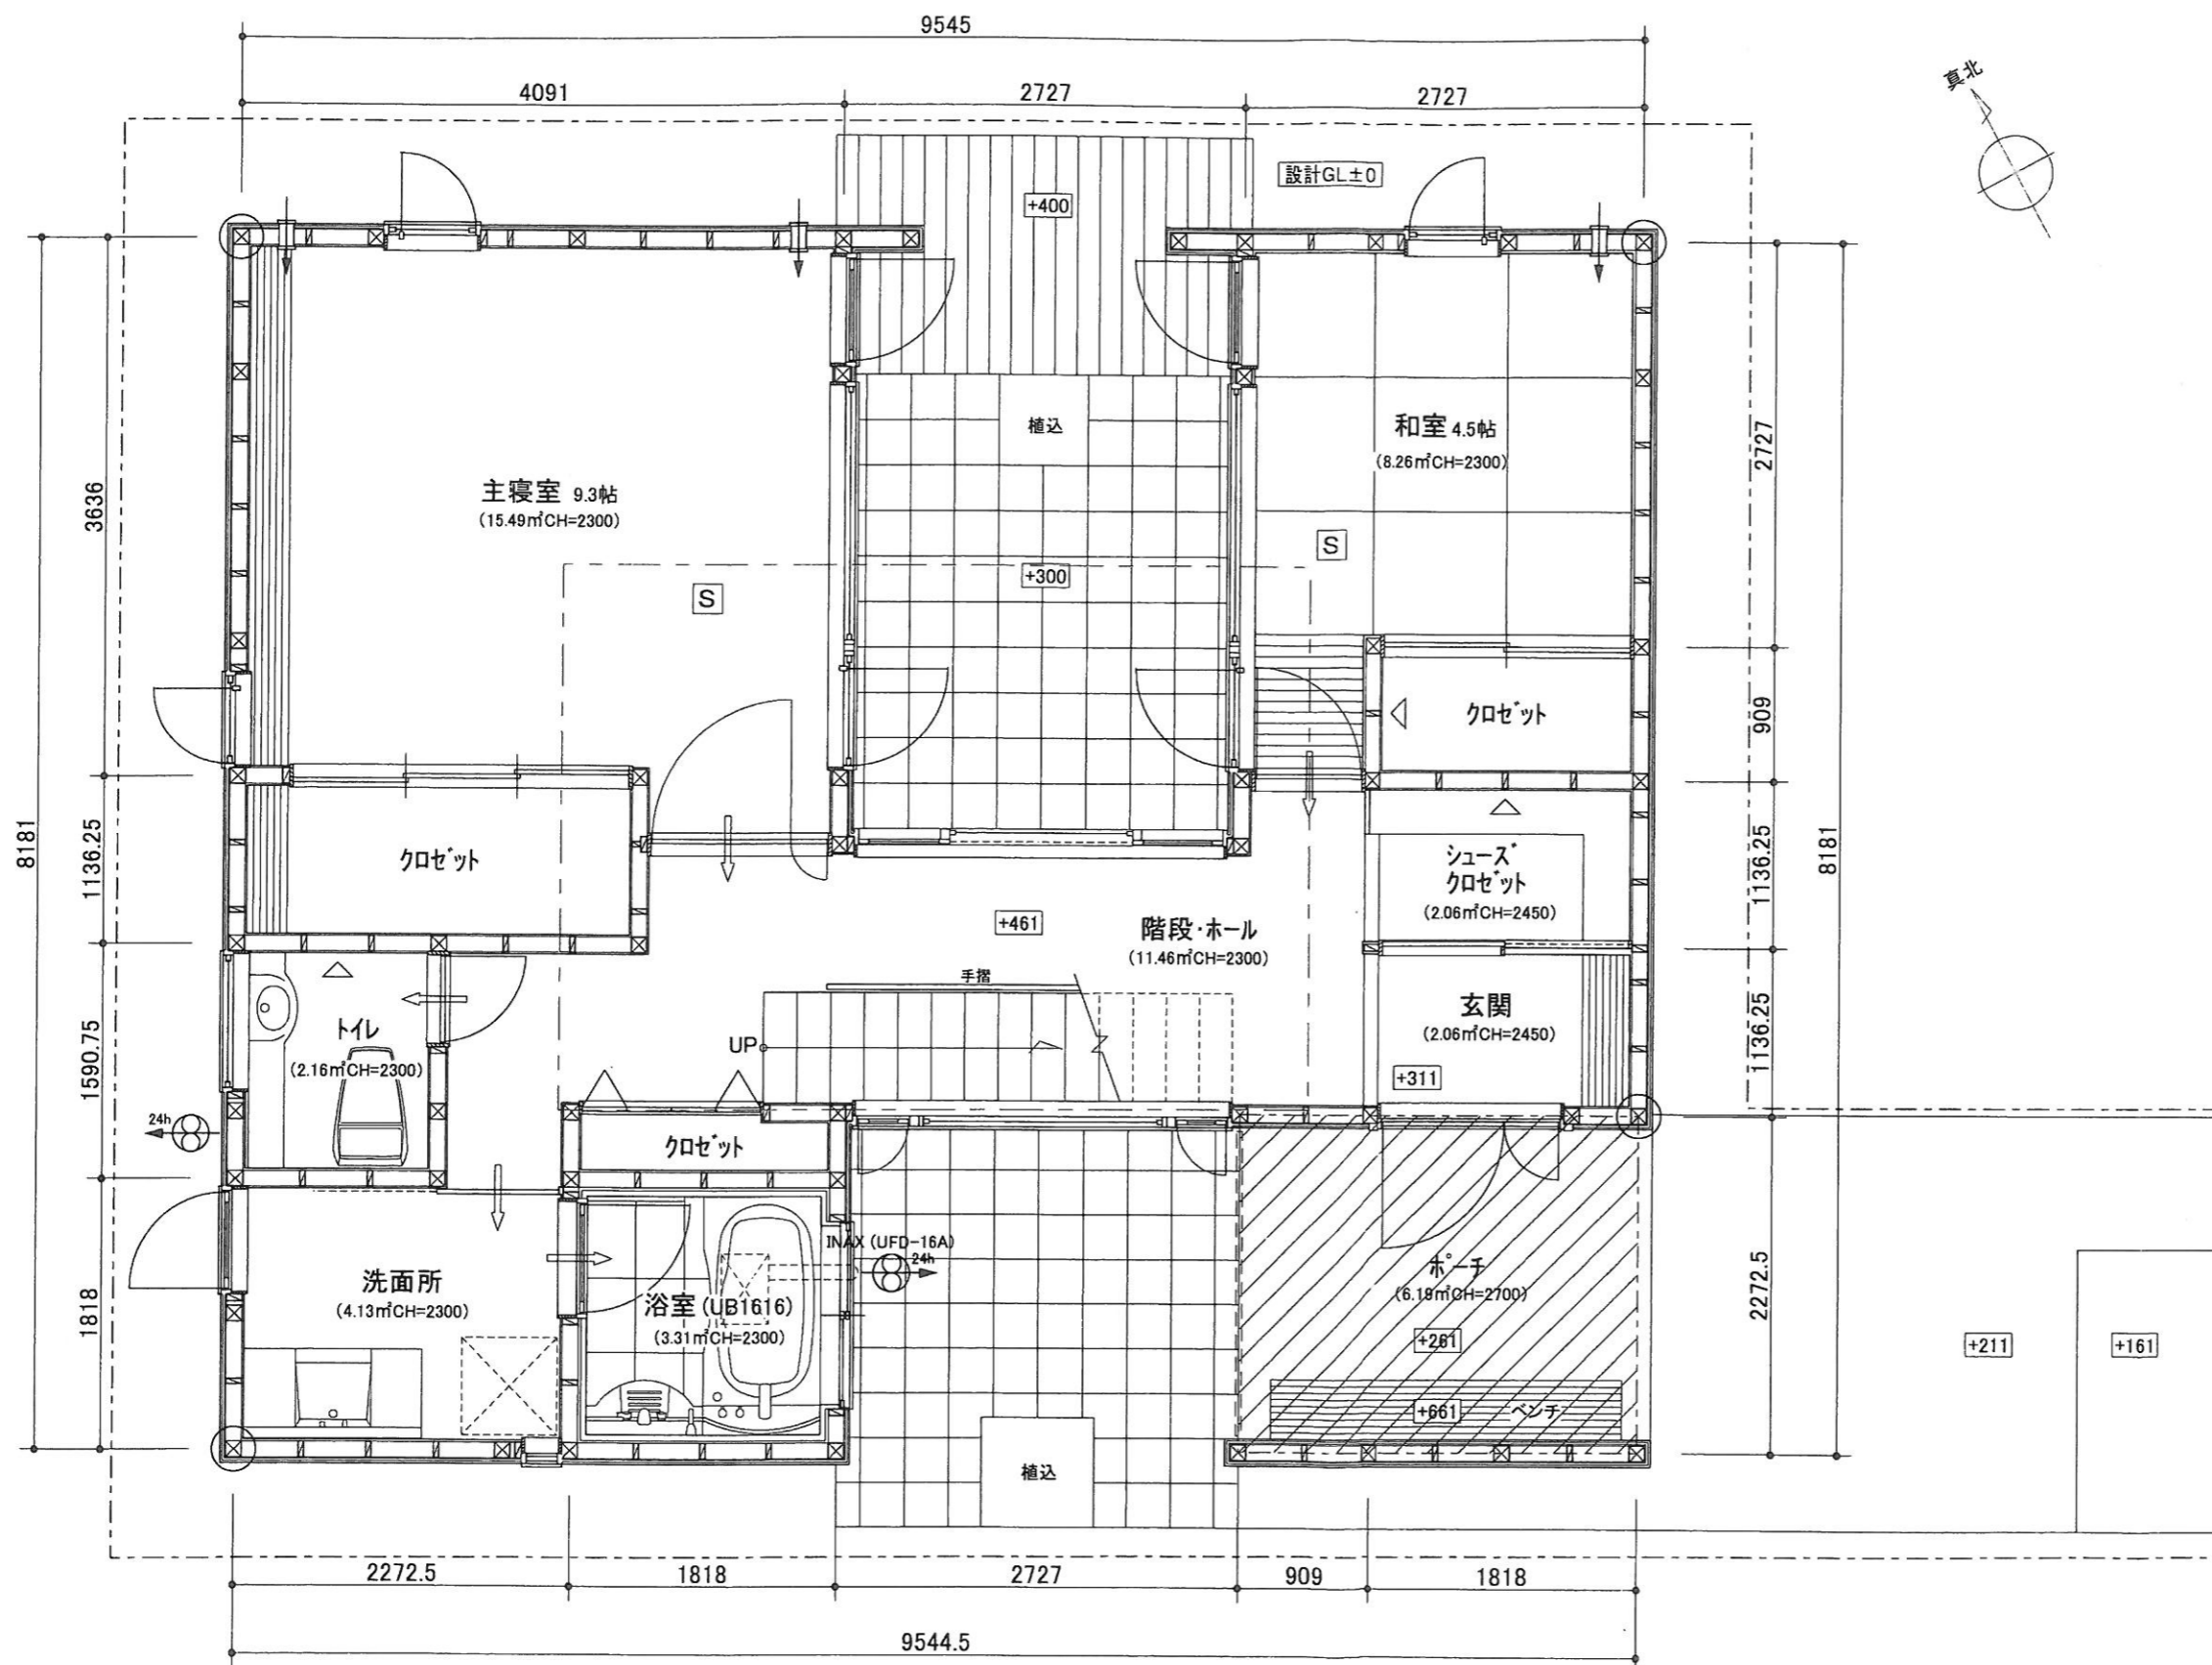 9545
4091
2727
2727
真北
設計GL±0
+400
植込
和室 4.5帖
(8.26㎡CH=2300)
主寝室 9.3帖
(15.49㎡CH=2300)
S
S
+300
2727
3636
8181
909
1136.25
1136.25
8181
1136.25
1590.75
1818
2272.5
クロゼット
クロゼット
シューズ
クロゼット
(2.06㎡CH=2450)
+461
階段・ホール
(11.46㎡CH=2300)
手摺
UP
玄関
(2.06㎡CH=2450)
+311
トイレ
(2.16㎡CH=2300)
24h
クロゼット
INAX (UFD-16A)
24h
洗面所
(4.13㎡CH=2300)
浴室 (UB1616)
(3.31㎡CH=2300)
ポーチ
(6.19㎡CH=2700)
+261
+661
ベンチ
+211
+161
植込
2272.5
1818
2727
909
1818
9544.5